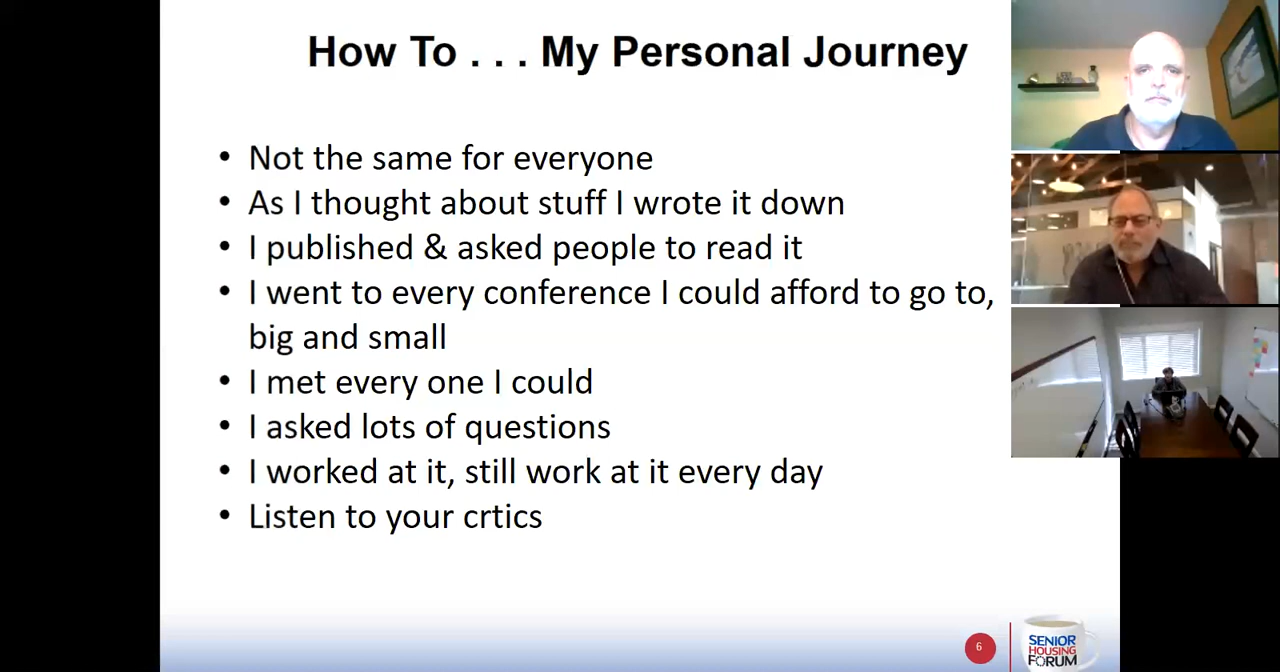 How To . . . My Personal Journey
• Not the same for everyone
• As I thought about stuff I wrote it down
• I published & asked people to read it
• I went to every conference I could afford to go to,
big and small
• I met every one I could
• I asked lots of questions
• I worked at it, still work at it every day
• Listen to your crtics
6
SENIOR
HOUSING
FORUM